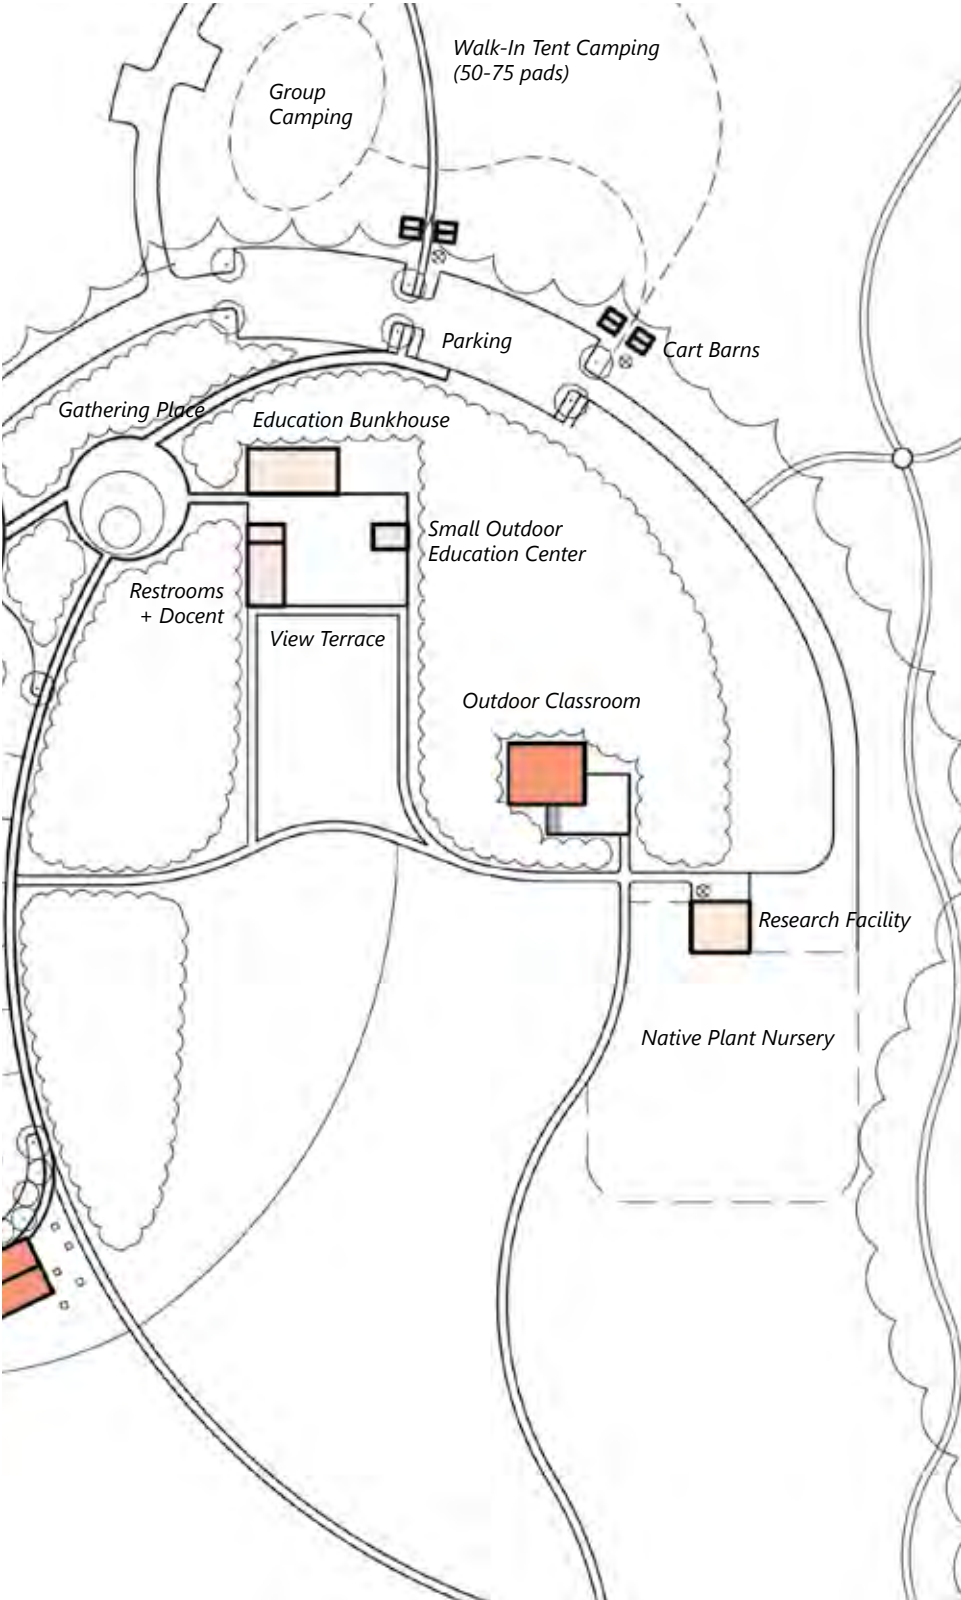 Walk-In Tent Camping
(50-75 pads)
Group
Camping
Parking
Cart Barns
Gathering Place
Education Bunkhouse
Small Outdoor
Education Center
Restrooms
+ Docent
View Terrace
Outdoor Classroom
Research Facility
Native Plant Nursery